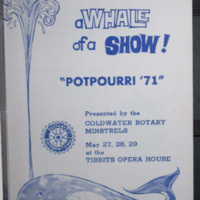 a WHALE
of a SHOW!
"POTPOURRI '71"
Presented by the
COLDWATER ROTARY
MINSTRELS
May 27, 28, 29
at the
TIBBITS OPERA HOUSE